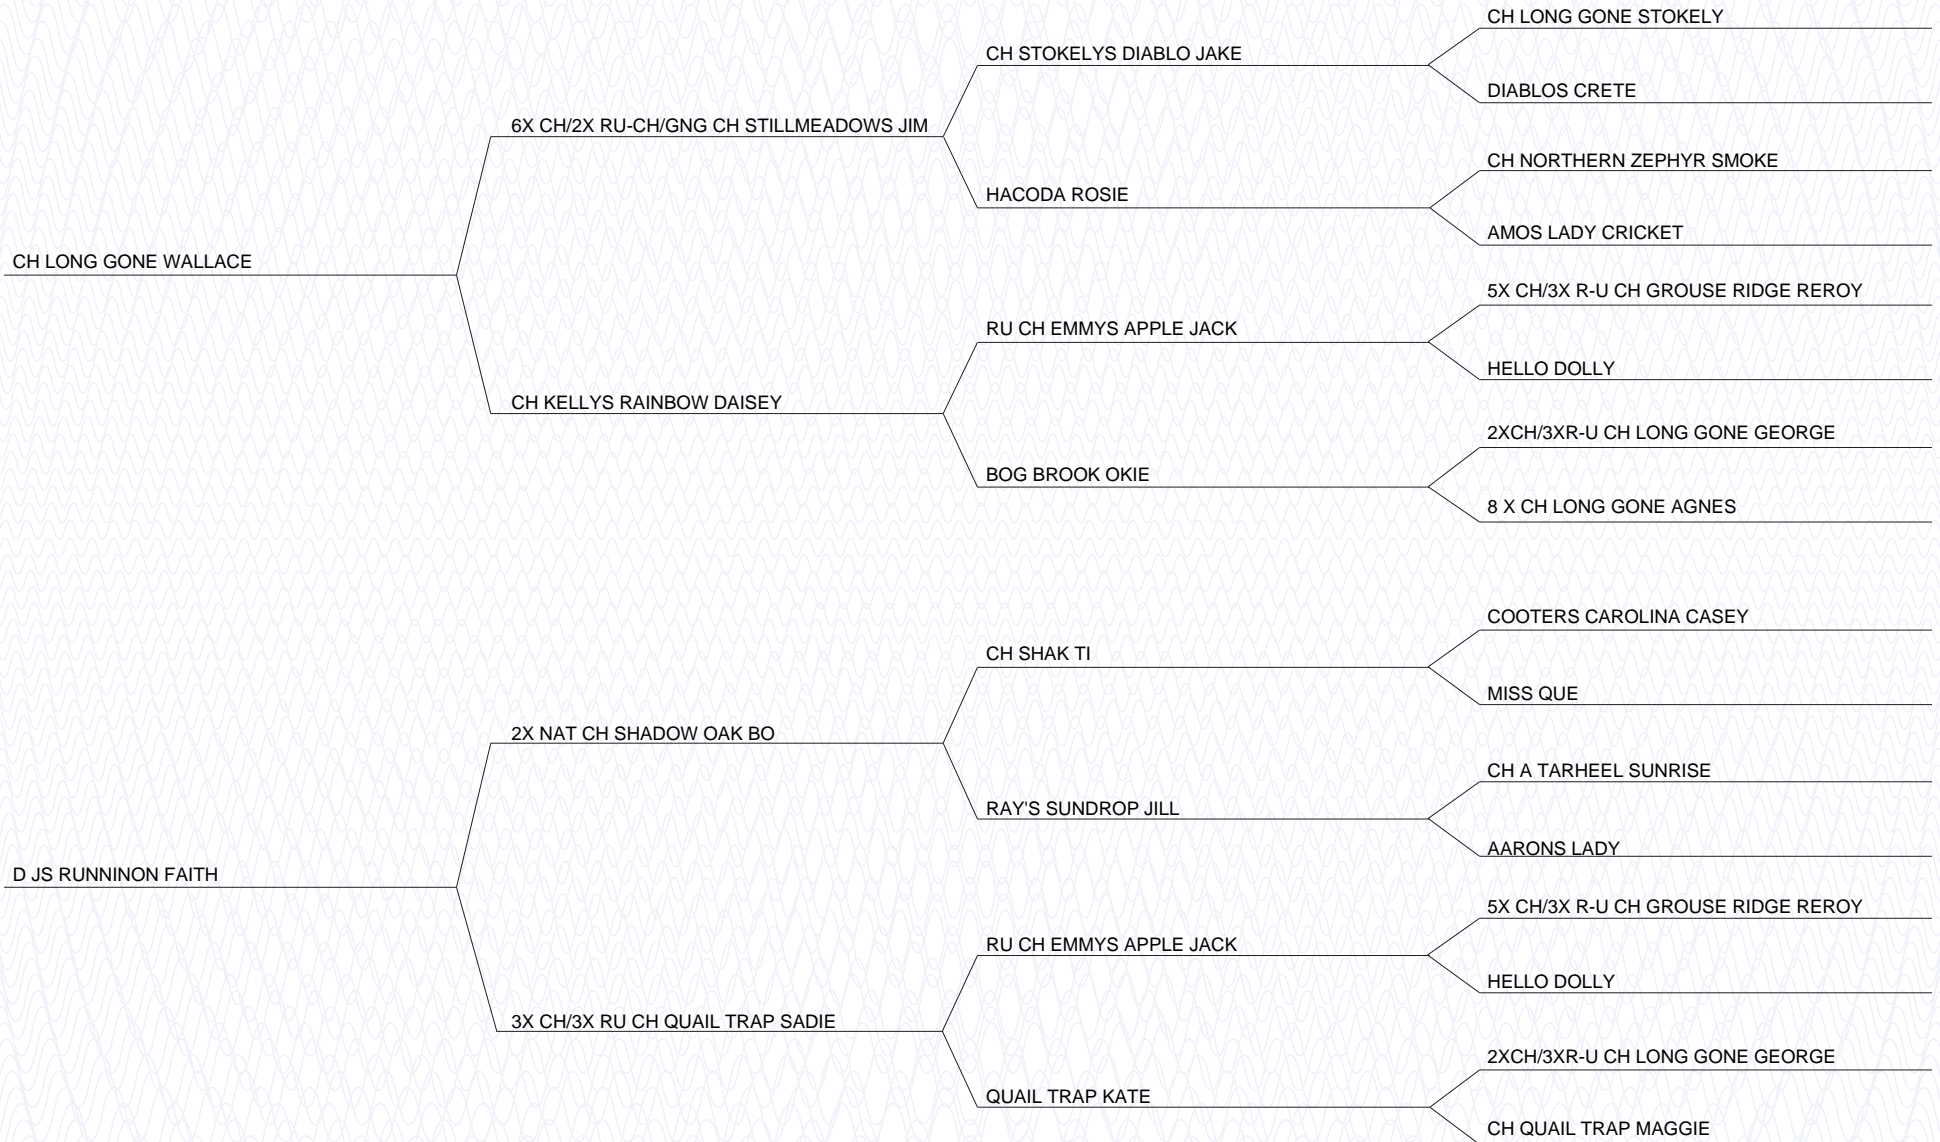 CH LONG GONE STOKELY
CH STOKELYS DIABLO JAKE
DIABLOS CRETE
6X CH/2X RU-CH/GNG CH STILLMEADOWS JIM
CH NORTHERN ZEPHYR SMOKE
HACODA ROSIE
AMOS LADY CRICKET
CH LONG GONE WALLACE
5X CH/3X R-U CH GROUSE RIDGE REROY
RU CH EMMYS APPLE JACK
HELLO DOLLY
CH KELLYS RAINBOW DAISEY
2XCH/3XR-U CH LONG GONE GEORGE
BOG BROOK OKIE
8 X CH LONG GONE AGNES
COOTERS CAROLINA CASEY
CH SHAK TI
MISS QUE
2X NAT CH SHADOW OAK BO
CH A TARHEEL SUNRISE
RAY'S SUNDROP JILL
AARONS LADY
D JS RUNNINON FAITH
5X CH/3X R-U CH GROUSE RIDGE REROY
RU CH EMMYS APPLE JACK
HELLO DOLLY
3X CH/3X RU CH QUAIL TRAP SADIE
2XCH/3XR-U CH LONG GONE GEORGE
QUAIL TRAP KATE
CH QUAIL TRAP MAGGIE